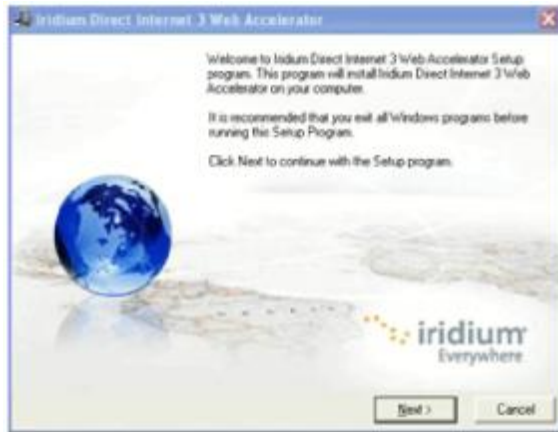 Iridium Direct Internet 3 Web Accelerator
Welcome to Iridium Direct Internet 3 Web Accelerator Setup
program. This program will install Iridium Direct Internet 3 Web
Accelerator on your computer.
It is recommended that you exit all Windows programs before
running this Setup Program.
Click Next to continue with the Setup program.
iridium
Everywhere
Next > Cancel